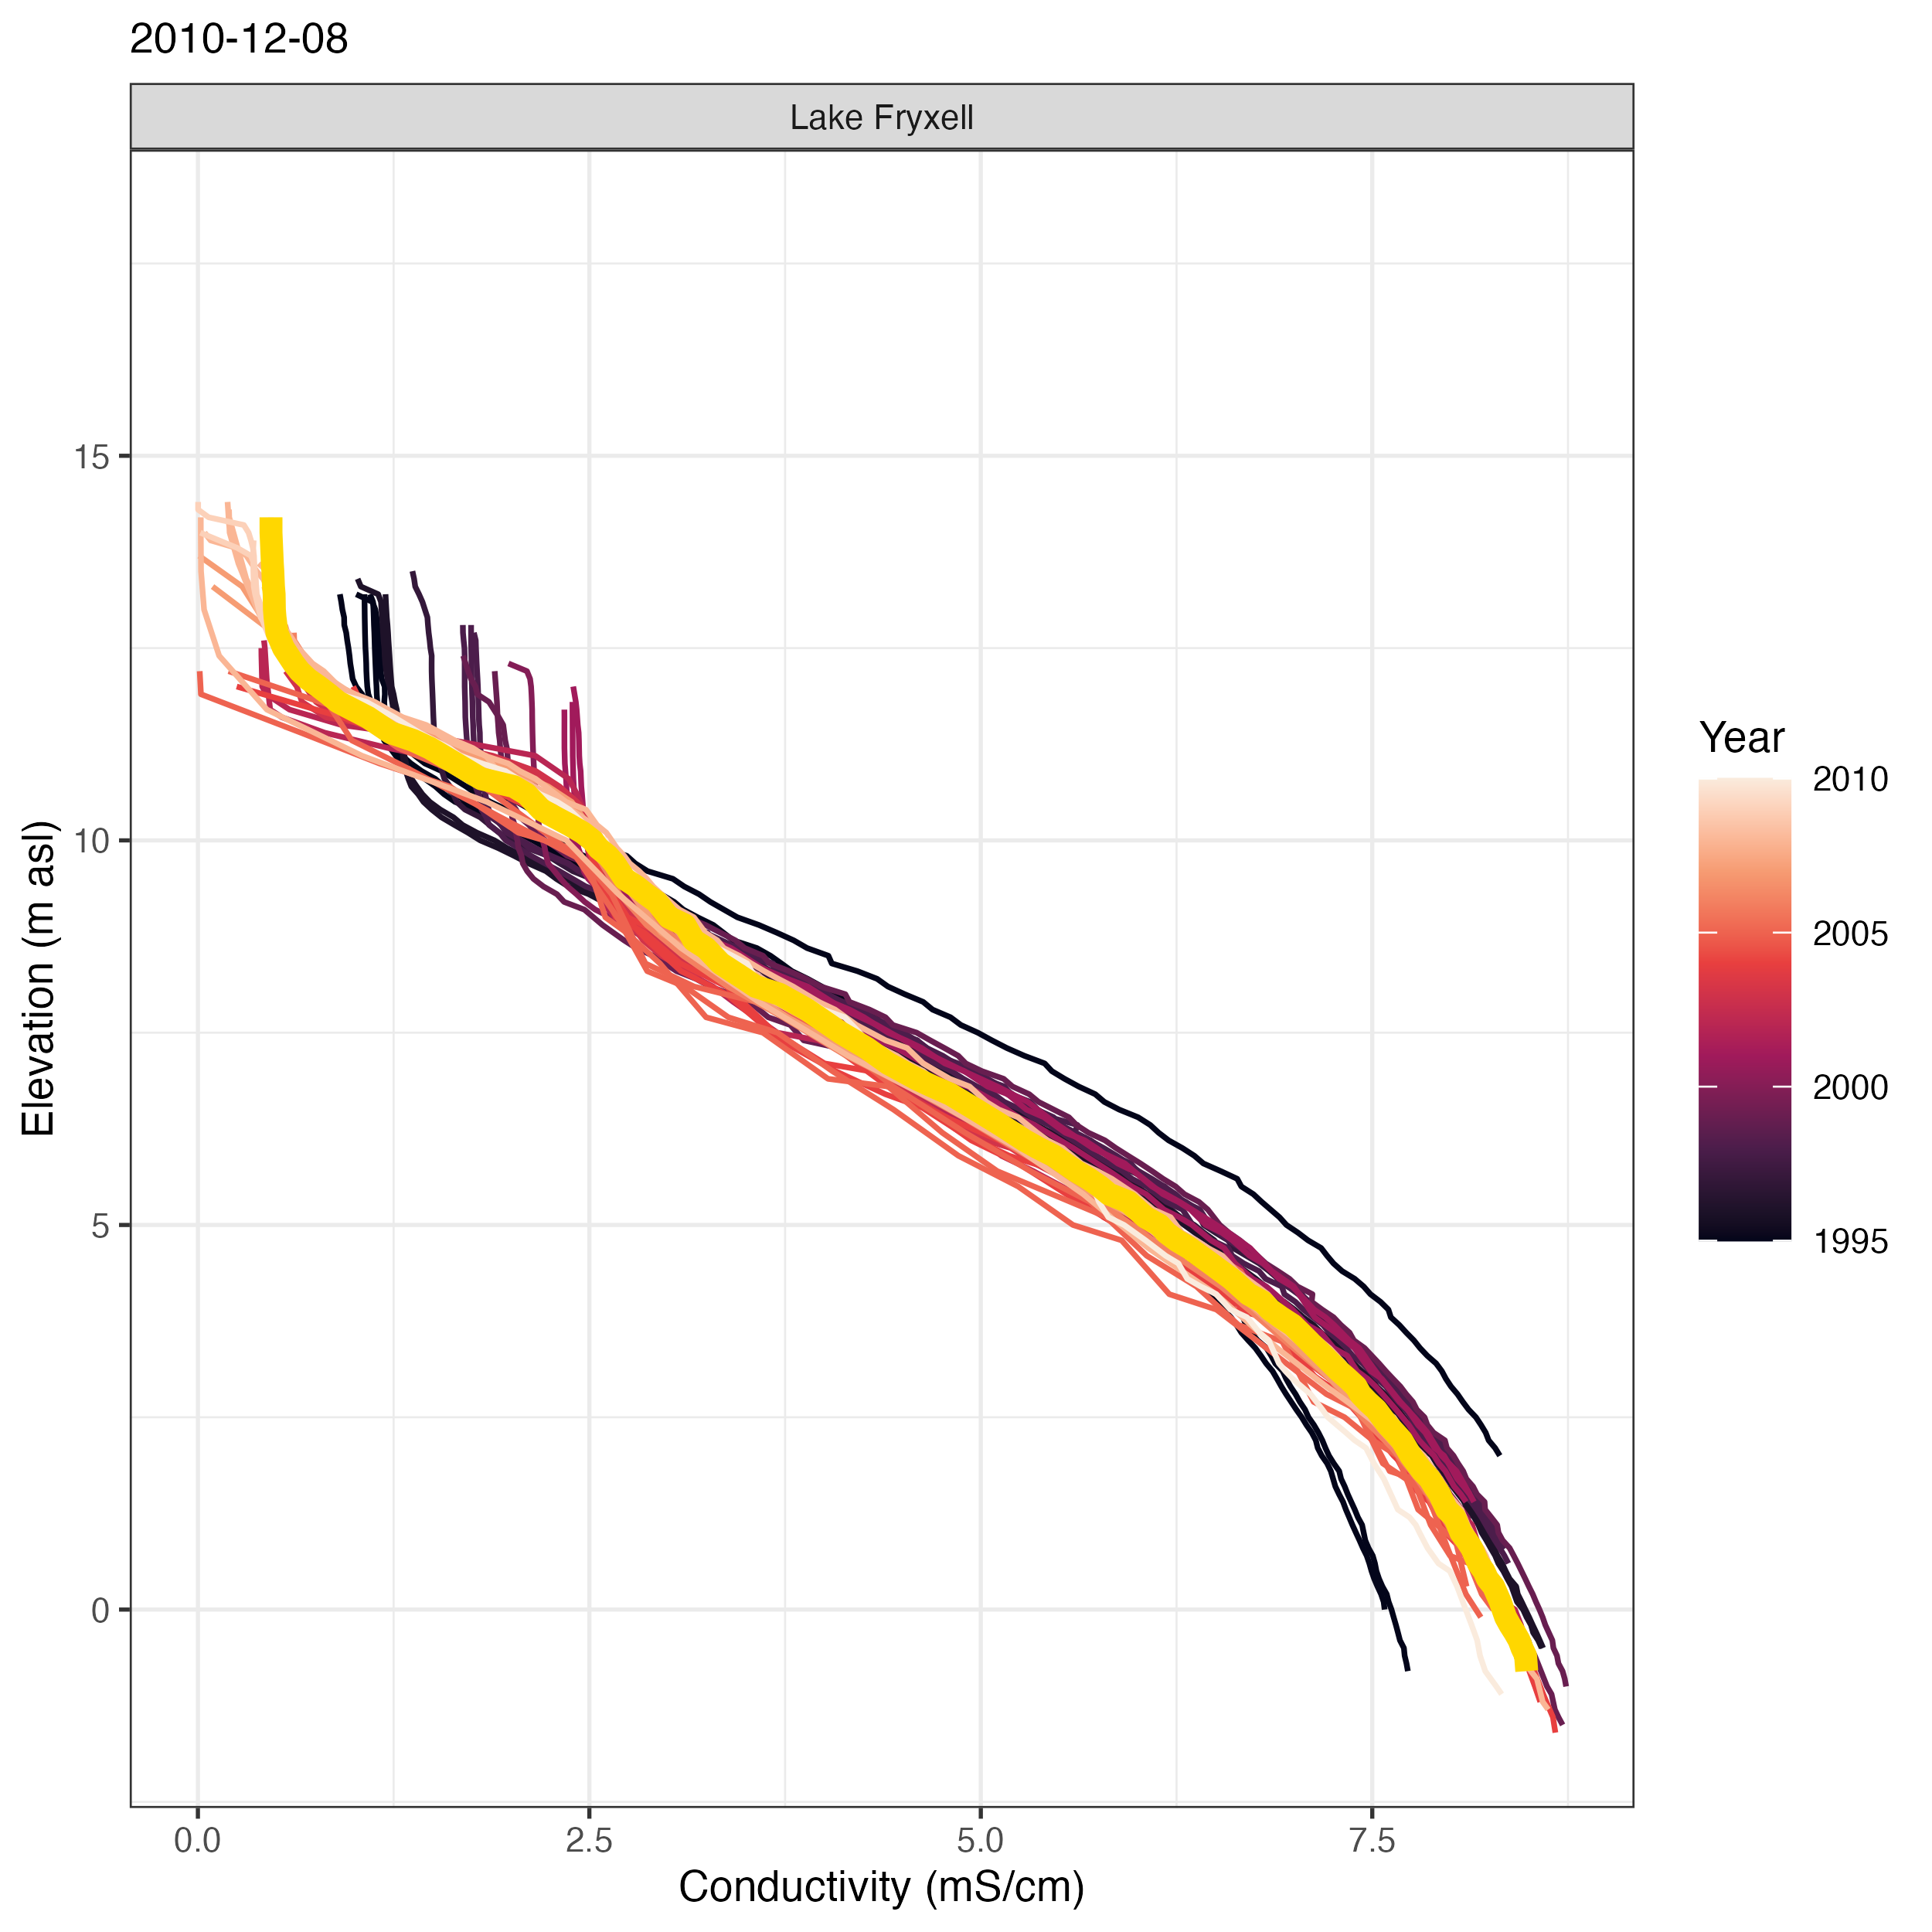 2010-12-08
Lake Fryxell
15
10
5
0
Elevation (m asl)
0.0 2.5 5.0 7.5
Conductivity (mS/cm)
Year
2010
2005
2000
1995